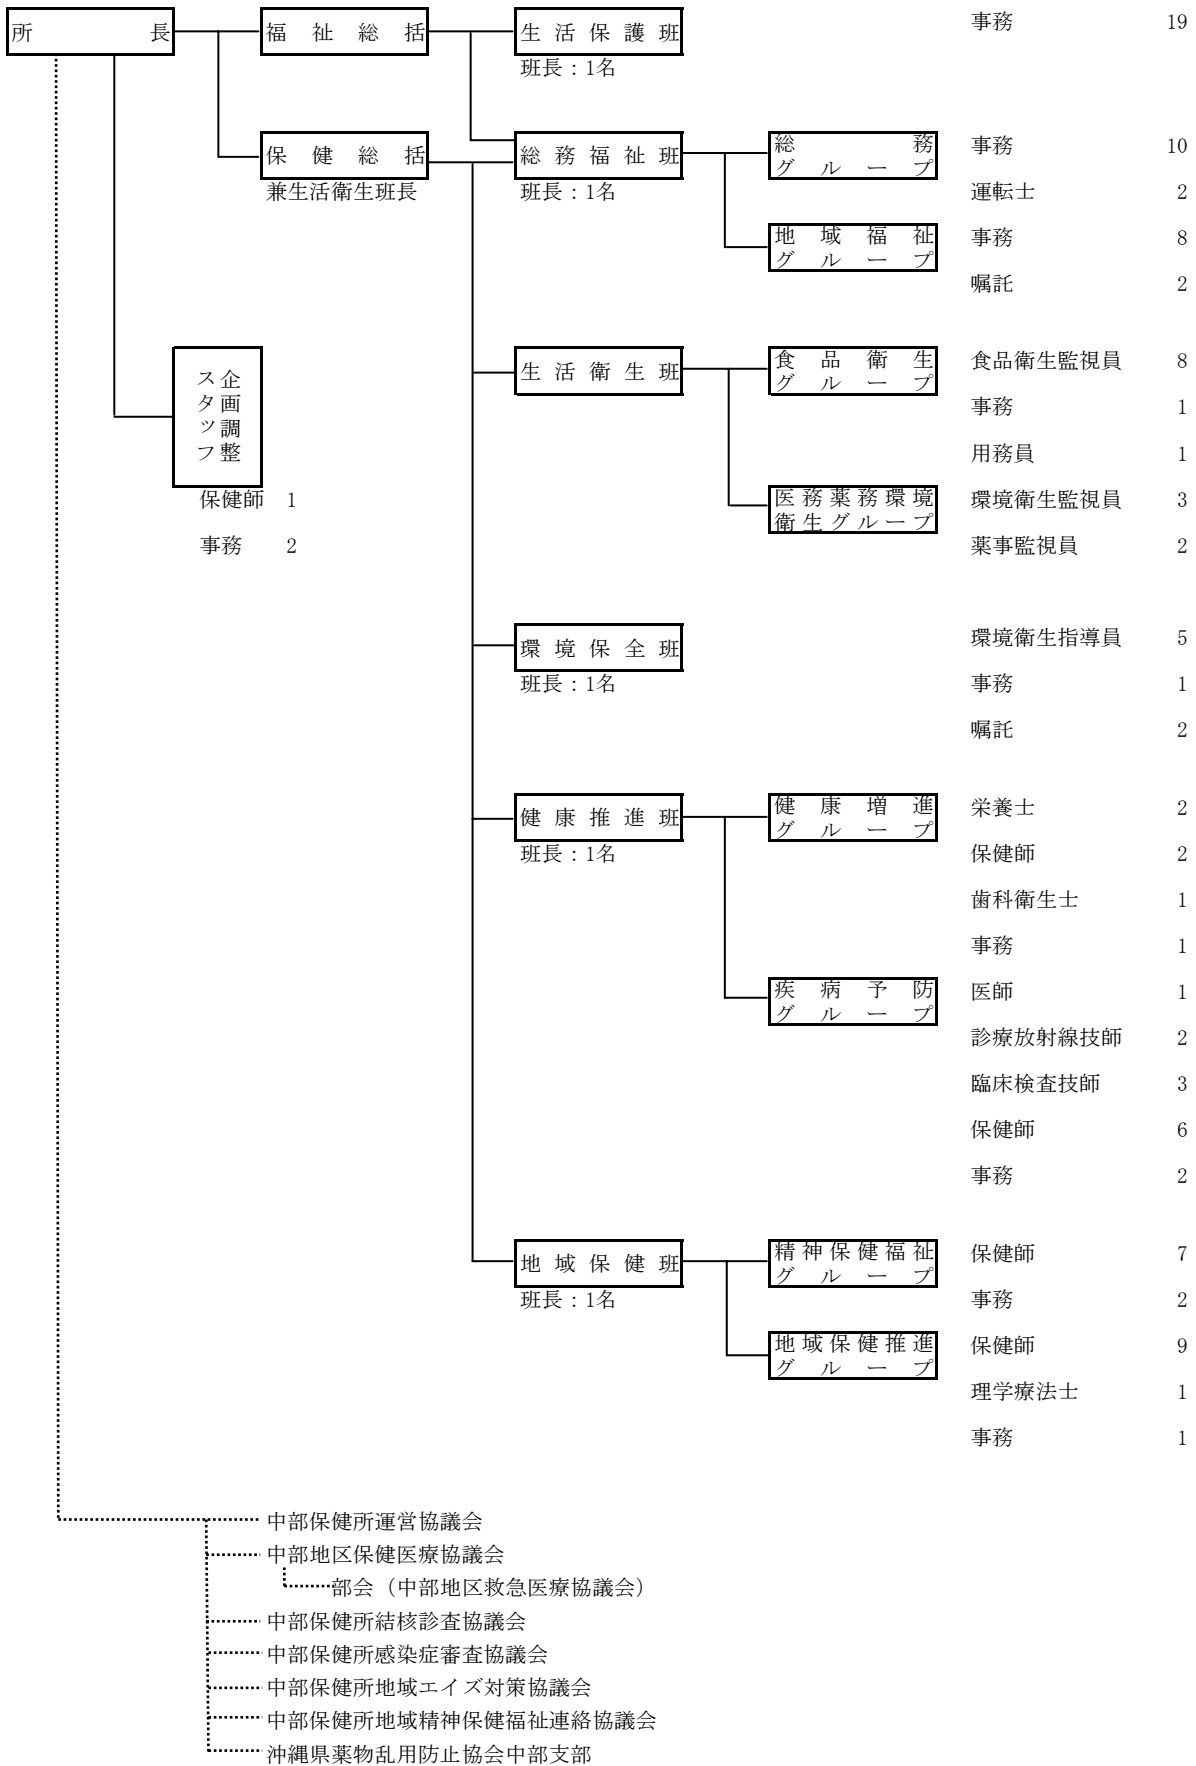 所長 福祉総括 生活保護班 事務 19
班長：1名
保健総括 総務福祉班 総務グループ 事務 10
兼生活衛生班長 班長：1名 運転士 2
地域福祉グループ 事務 8
嘱託 2
企画調整スタッフ 生活衛生班 食品衛生グループ 食品衛生監視員 8
事務 1
用務員 1
保健師 1 医務薬務環境衛生グループ 環境衛生監視員 3
事務 2 薬事監視員 2
環境保全班 環境衛生指導員 5
班長：1名 事務 1
嘱託 2
健康推進班 健康増進グループ 栄養士 2
班長：1名 保健師 2
歯科衛生士 1
事務 1
疾病予防グループ 医師 1
診療放射線技師 2
臨床検査技師 3
保健師 6
事務 2
地域保健班 精神保健福祉グループ 保健師 7
班長：1名 事務 2
地域保健推進グループ 保健師 9
理学療法士 1
事務 1
中部保健所運営協議会
中部地区保健医療協議会
部会（中部地区救急医療協議会）
中部保健所結核診査協議会
中部保健所感染症審査協議会
中部保健所地域エイズ対策協議会
中部保健所地域精神保健福祉連絡協議会
沖縄県薬物乱用防止協会中部支部